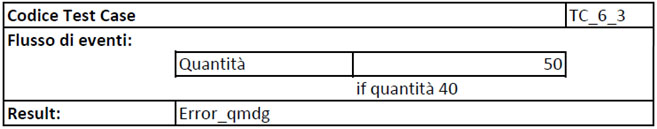 Codice Test Case TC_6_3
Flusso di eventi:
Quantità 50
if quantità 40
Result: Error_qmdg